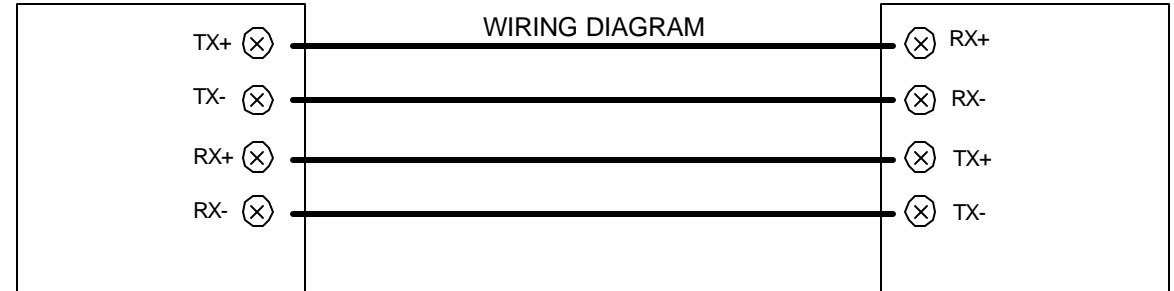 WIRING DIAGRAM
TX+ RX+
TX- RX-
RX+ TX+
RX- TX-